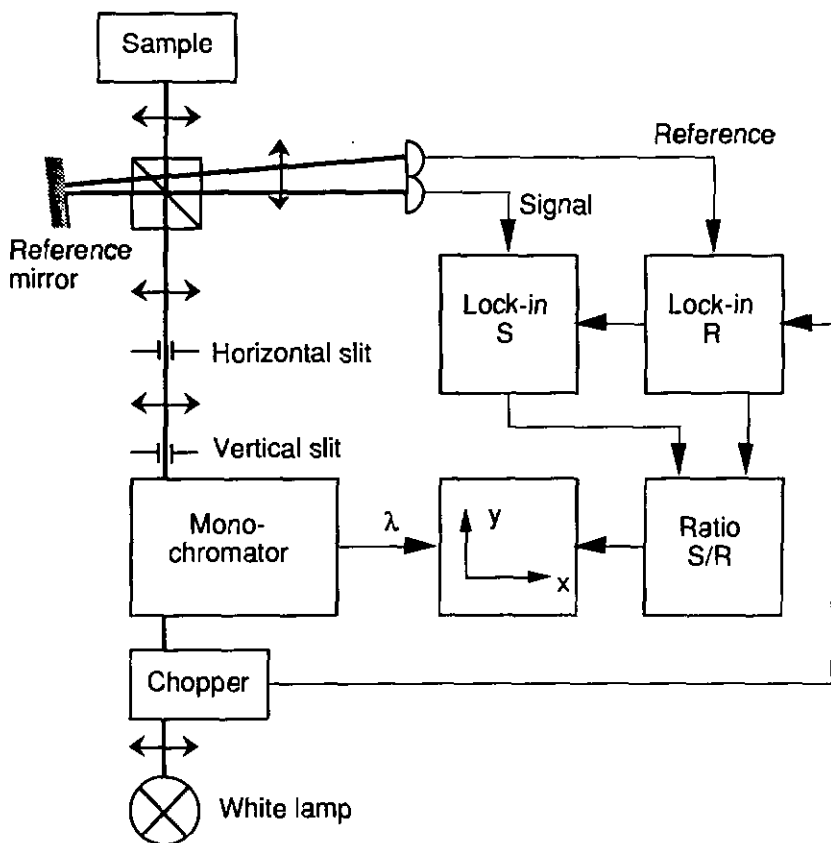 Sample
Reference
Signal
Reference
mirror
Lock-in
S
Lock-in
R
Horizontal slit
Vertical slit
Mono-
chromator
λ
y
x
Ratio
S/R
Chopper
White lamp